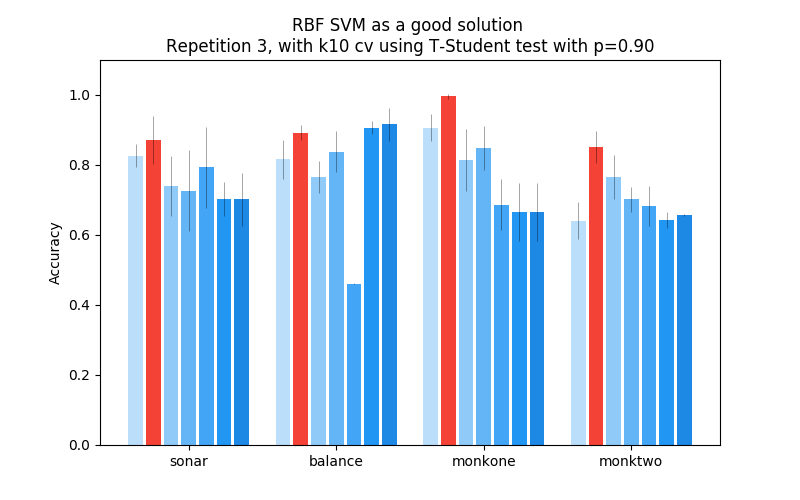 RBF SVM as a good solution
Repetition 3, with k10 cv using T-Student test with p=0.90
1.0
0.8
0.6
0.4
0.2
0.0
Accuracy
sonar
balance
monkone
monktwo